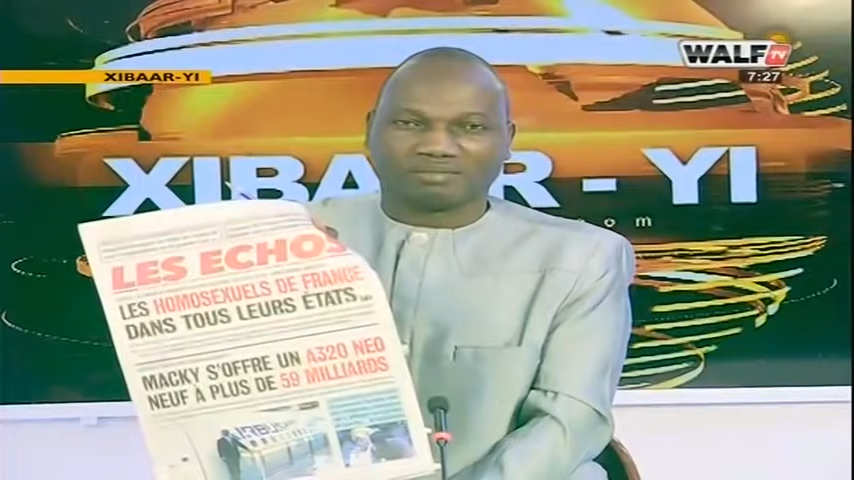 WALF TV
7:27
XIBAAR-YI
XIBAAR - YI
LES ECHOS
LES HOMOSEXUELS DE FRANCE
DANS TOUS LEURS ÉTATS
MACKY S'OFFRE UN A320 NEO
NEUF À PLUS DE 59 MILLIARDS